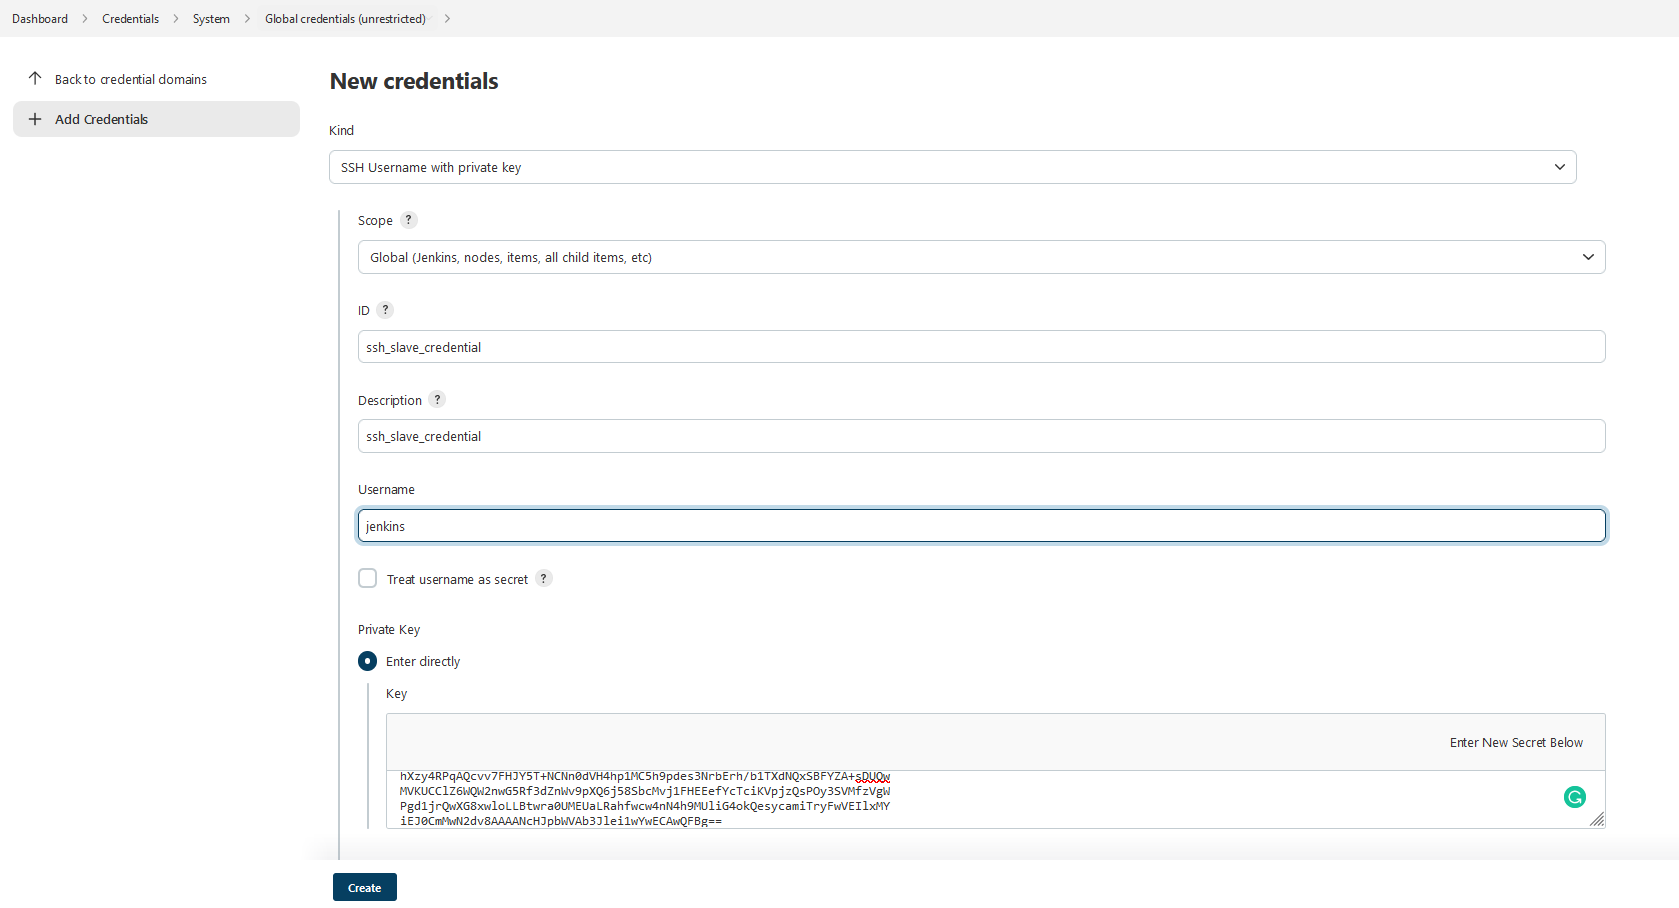 Dashboard
Credentials
System
Global credentials (unrestricted)
Back to credential domains
Add Credentials
New credentials
Kind
SSH Username with private key
Scope ?
Global (Jenkins, nodes, items, all child items, etc)
ID ?
ssh_slave_credential
Description ?
ssh_slave_credential
Username
jenkins
Treat username as secret ?
Private Key
Enter directly
Key
Enter New Secret Below
hXzy4RPqAQcvv7FHJY5T+NCNn0dVH4hp1MC5h9pdes3NrbErh/b1TXdNQxSBFYZA+sDUQw
MVKUCClZ6WQW2nwG5Rf3dZnWv9pXQ6j58SbcMvj1FHEEefYcTciKVpjzQsPOy3SVMfzVgW
Pgd1jrQwXG8xwloLLBtwra0UMEUaLRahfwcw4nN4h9MUliG4okQesycamiTryFwVEIlxMY
iEJ0CmMwN2dv8AAAANcHJpbWVAb3Jlei1wYwECAwQFBg==
Create